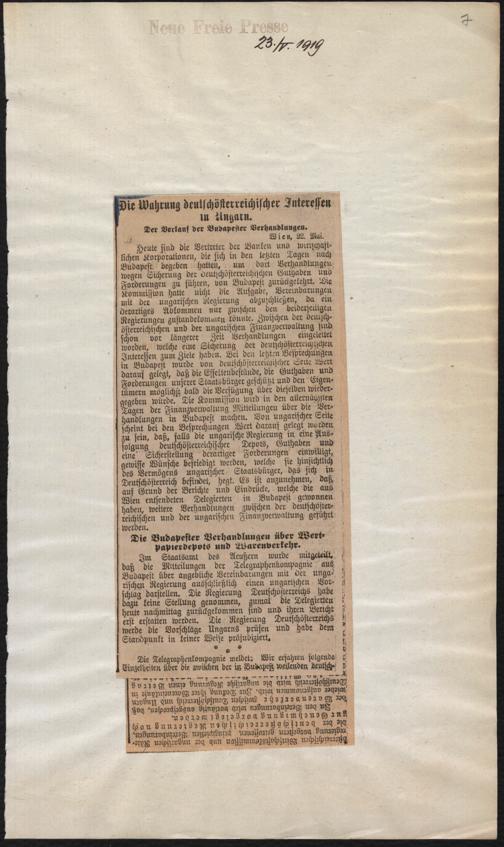 Neue Freie Presse
7
23./V. 1919
Die Wahrung deutschösterreichischer Interessen
in Ungarn.
Der Verlauf der Budapester Verhandlungen.
Wien, 22. Mai.
Heute sind die Vertreter der Banken und wirtschaft-
lichen Korporationen, die sich in den letzten Tagen nach
Budapest begeben hatten, um dort Verhandlungen
wegen Sicherung der deutschösterreichischen Guthaben und
Forderungen zu führen, von Budapest zurückgekehrt. Die
Kommission hatte nicht die Aufgabe, Vereinbarungen
mit der ungarischen Regierung abzuschließen, da ein
derartiges Abkommen nur zwischen den beiderseitigen
Regierungen zustandekommen könnte. Zwischen der deutsch-
österreichischen und der ungarischen Finanzverwaltung sind
schon vor längerer Zeit Verhandlungen eingeleitet
worden, welche eine Sicherung der deutschösterreichischen
Interessen zum Ziele haben. Bei den letzten Besprechungen
in Budapest wurde von deutschösterreichischer Seite Wert
darauf gelegt, daß die Effektenbestände, die Guthaben und
Forderungen unserer Staatsbürger geschützt und den Eigen-
tümern möglichst bald die Verfügung über dieselben wieder-
gegeben würde. Die Kommission wird in den allernächsten
Tagen der Finanzverwaltung Mitteilungen über die Ver-
handlungen in Budapest machen. Von ungarischer Seite
scheint bei den Besprechungen Wert darauf gelegt worden
zu sein, daß, falls die ungarische Regierung in eine Aus-
folgung deutschösterreichischer Depots, Guthaben und
eine Sicherstellung derartiger Forderungen einwilligt,
gewisse Wünsche befriedigt werden, welche sie hinsichtlich
des Vermögens ungarischer Staatsbürger, das sich in
Deutschösterreich befindet, hegt. Es ist anzunehmen, daß
auf Grund der Berichte und Eindrücke, welche die aus
Wien entsendeten Delegierten in Budapest gewonnen
haben, weitere Verhandlungen zwischen der deutschöster-
reichischen und der ungarischen Finanzverwaltung geführt
werden.
Die Budapester Verhandlungen über Wert-
papierdepots und Warenverkehr.
Im Staatsamt des Aeußern wurde mitgeteilt,
daß die Mitteilungen der Telegraphenkompagnie aus
Budapest über angebliche Vereinbarungen mit der unga-
rischen Regierung ausschließlich einen ungarischen Vor-
schlag darstellen. Die Regierung Deutschösterreichs habe
dazu keine Stellung genommen, zumal die Delegierten
heute nachmittag zurückgekommen sind und ihren Bericht
erst erstatten werden. Die Regierung Deutschösterreichs
werde die Vorschläge Ungarns prüfen und habe dem
Standpunkte in keiner Weise präjudiziert.
* * *
Die Telegraphenkompagnie meldet: Wir erfahren folgende
Einzelheiten über die zwischen der in Budapest weilenden deutsch-